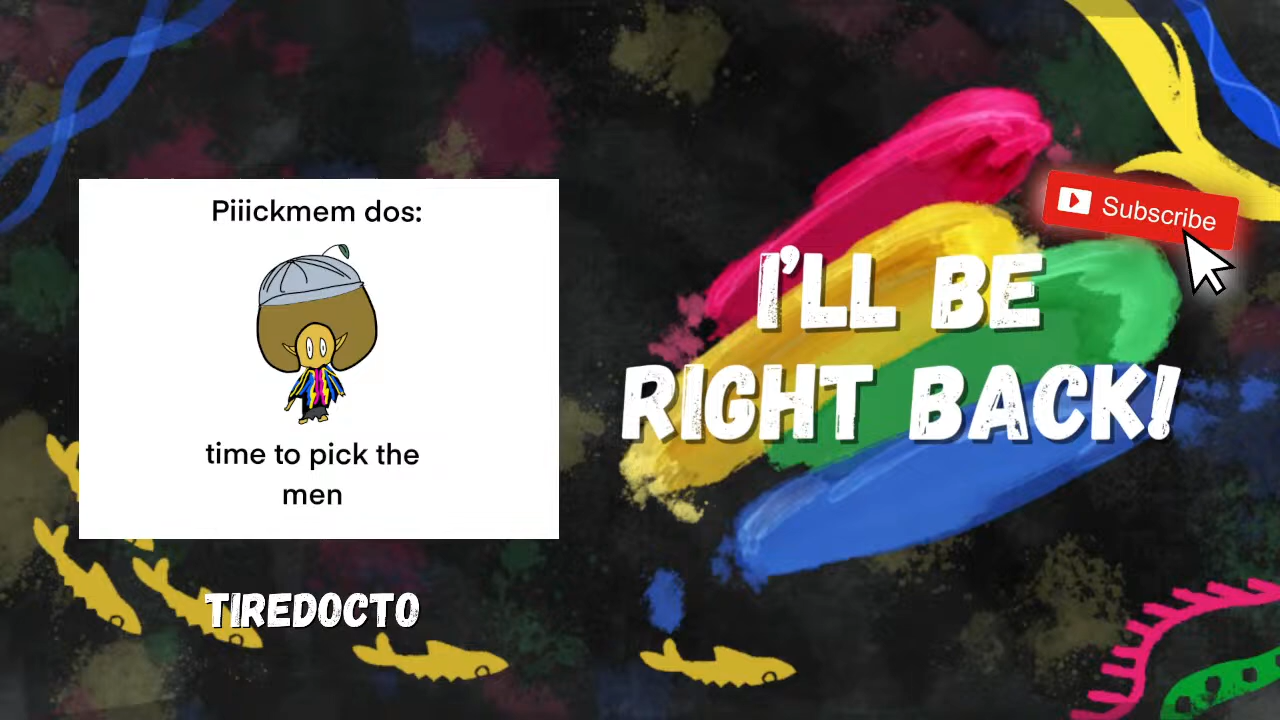 Piiickmem dos:
time to pick the
men
TIREDOCTO
I'LL BE
RIGHT BACK!
Subscribe